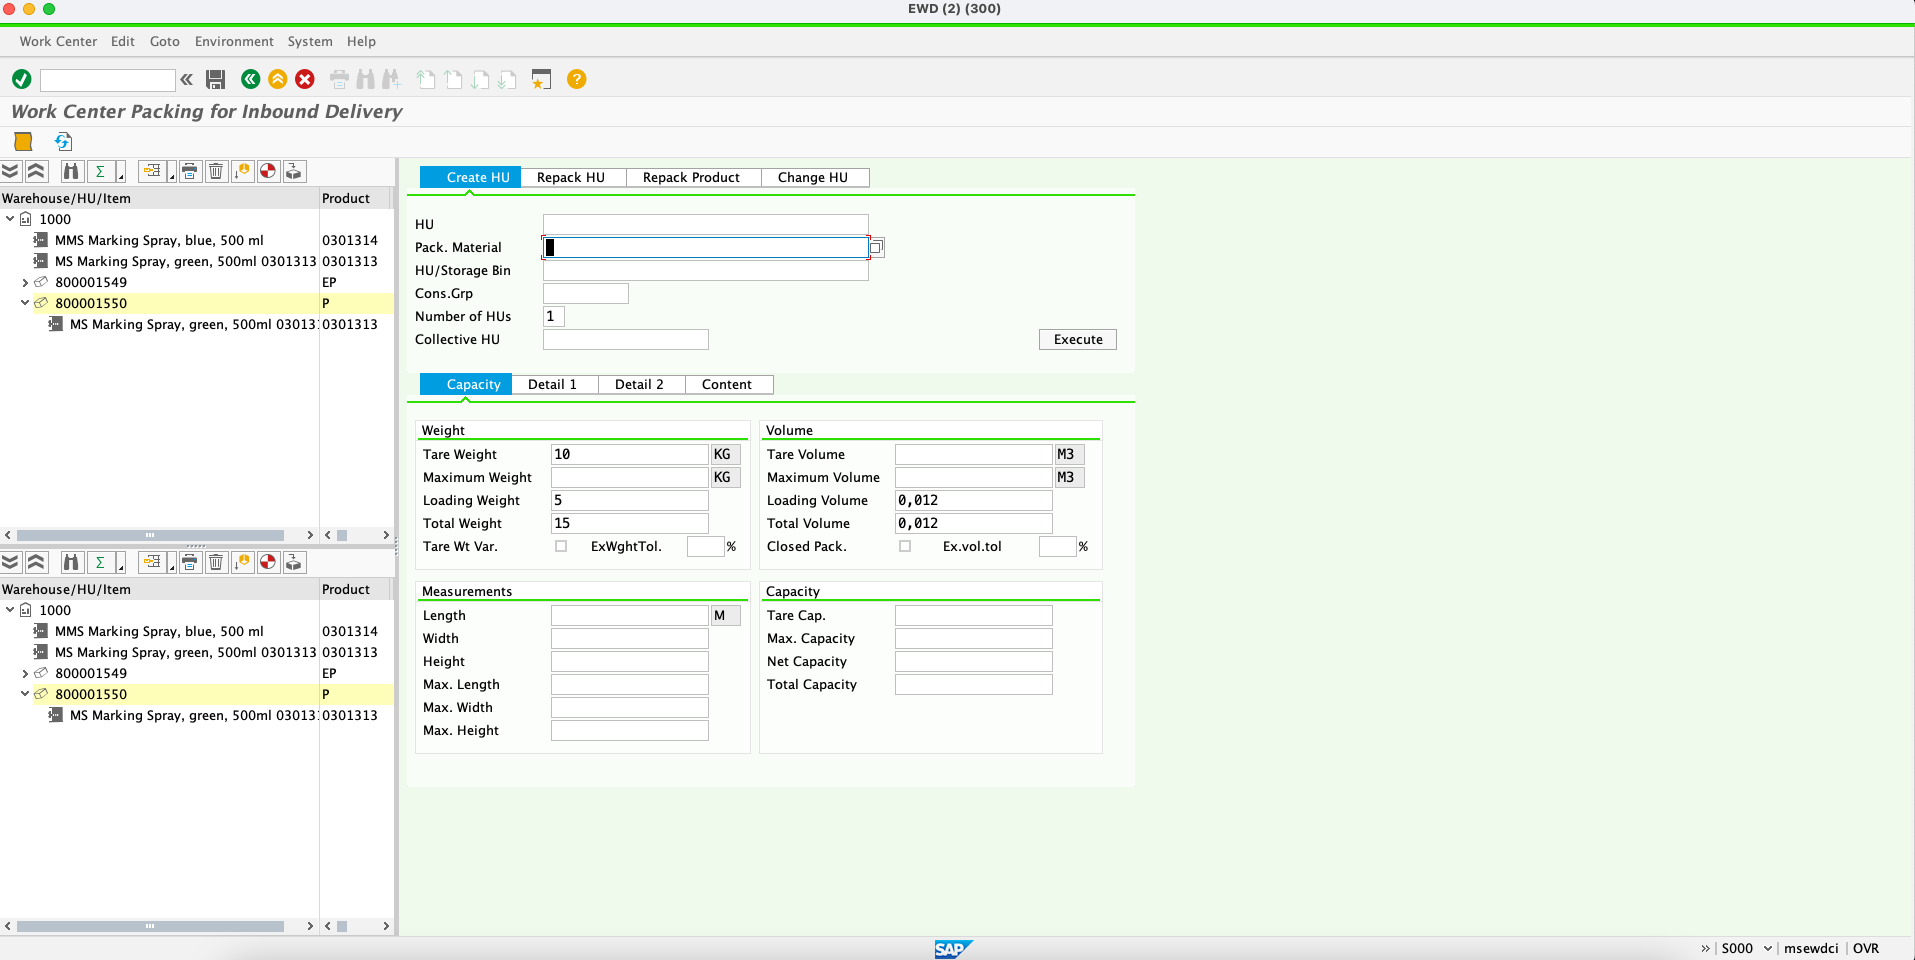 EWD (2) (300)
Work Center Edit Goto Environment System Help
Work Center Packing for Inbound Delivery
Warehouse/HU/Item Product
1000
MMS Marking Spray, blue, 500 ml 0301314
MS Marking Spray, green, 500ml 0301313 0301313
800001549 EP
800001550 P
MS Marking Spray, green, 500ml 03013 0301313
Warehouse/HU/Item Product
1000
MMS Marking Spray, blue, 500 ml 0301314
MS Marking Spray, green, 500ml 0301313 0301313
800001549 EP
800001550 P
MS Marking Spray, green, 500ml 03013 0301313
Create HU Repack HU Repack Product Change HU
HU
Pack. Material
HU/Storage Bin
Cons.Grp
Number of HUs 1
Collective HU Execute
Capacity Detail 1 Detail 2 Content
Weight
Tare Weight 10 KG
Maximum Weight KG
Loading Weight 5
Total Weight 15
Tare Wt Var. ExWghtTol. %
Volume
Tare Volume M3
Maximum Volume M3
Loading Volume 0,012
Total Volume 0,012
Closed Pack. Ex.vol.tol %
Measurements
Length M
Width
Height
Max. Length
Max. Width
Max. Height
Capacity
Tare Cap.
Max. Capacity
Net Capacity
Total Capacity
SAP
S000 msewdci OVR